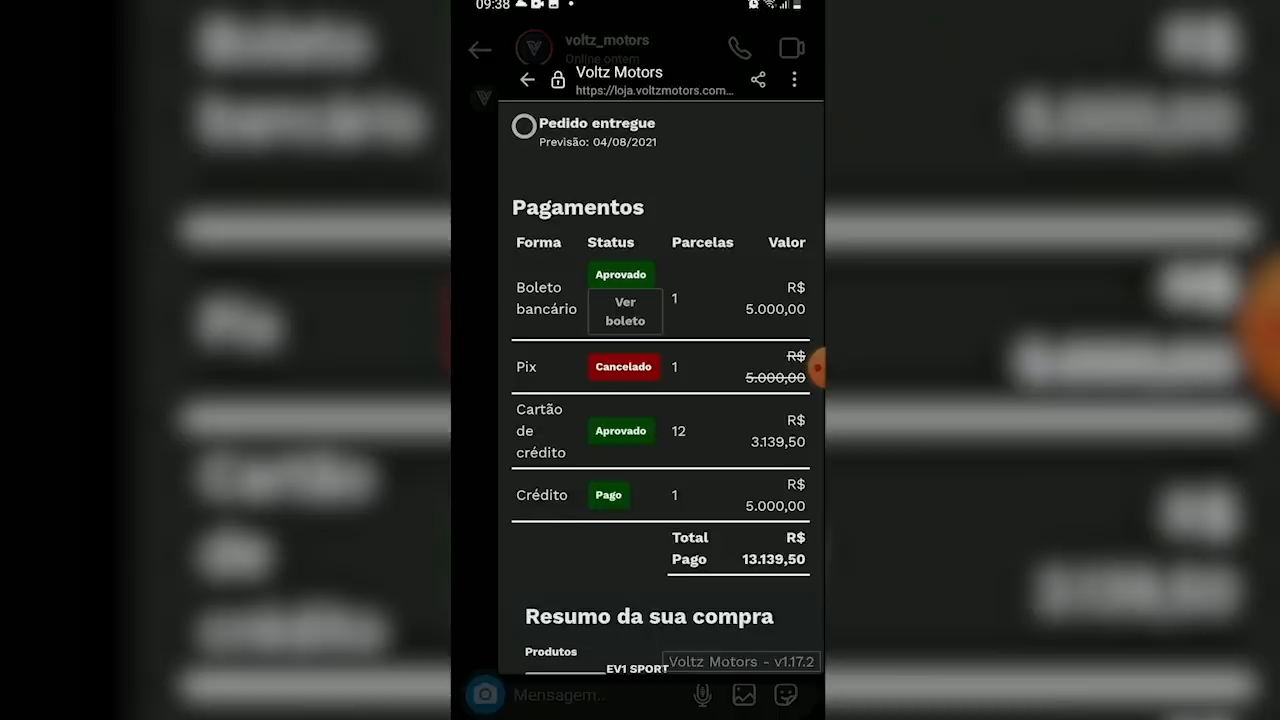 09:38
voltz_motors
Online ontem
Voltz Motors
https://loja.voltzmotors.com...
Pedido entregue
Previsão: 04/08/2021
Pagamentos
Forma Status Parcelas Valor
Boleto bancário Aprovado Ver boleto 1 R$ 5.000,00
Pix Cancelado 1 R$ 5.000,00
Cartão de crédito Aprovado 12 R$ 3.139,50
Crédito Pago 1 R$ 5.000,00
Total Pago R$ 13.139,50
Resumo da sua compra
Produtos
EV1 SPORT
Voltz Motors - v1.17.2
Mensagem..